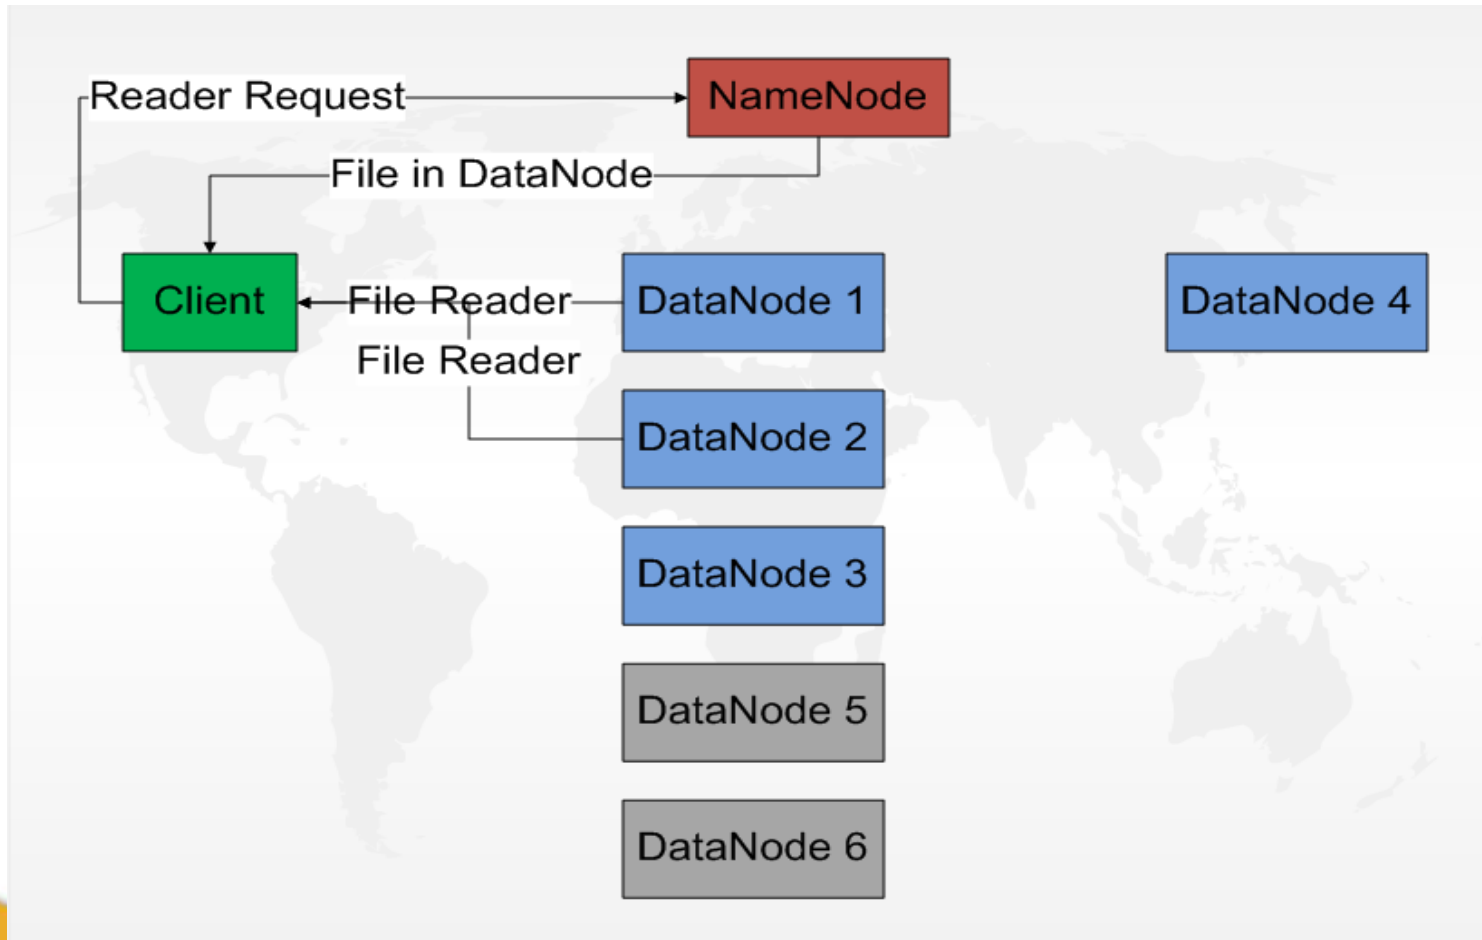 Reader Request
NameNode
File in DataNode
Client
File Reader
DataNode 1
DataNode 4
File Reader
DataNode 2
DataNode 3
DataNode 5
DataNode 6